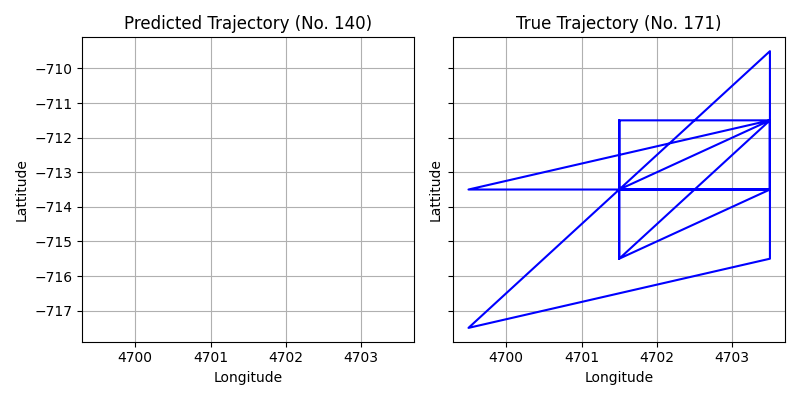 Predicted Trajectory (No. 140)
True Trajectory (No. 171)
−710
−711
−712
−713
−714
−715
−716
−717
Lattitude
Lattitude
4700 4701 4702 4703
4700 4701 4702 4703
Longitude
Longitude